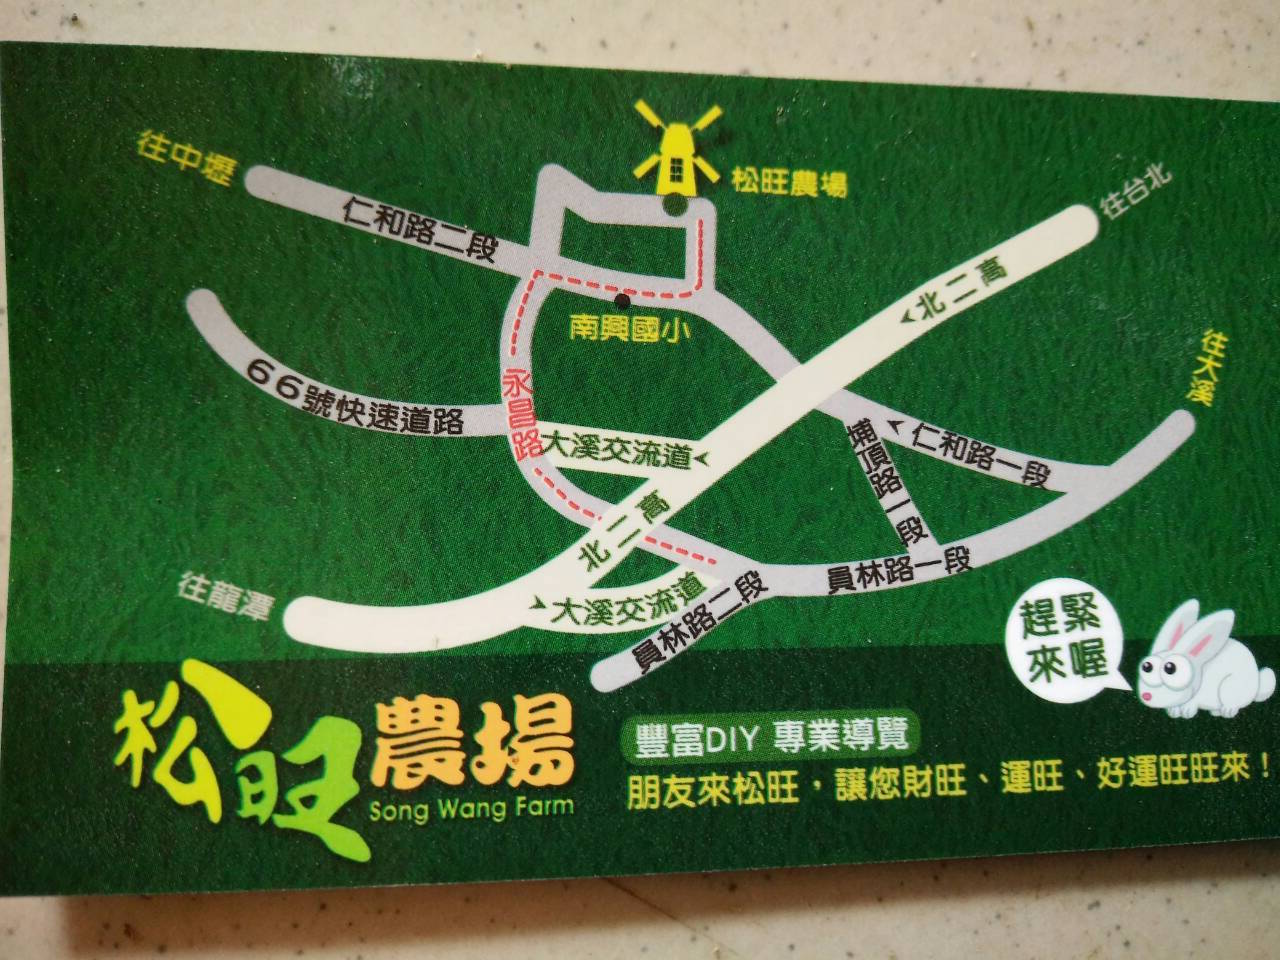 往中壢
仁和路二段
松旺農場
往台北
北二高
南興國小
往大溪
66號快速道路
永昌路
大溪交流道
埔頂路一段
仁和路一段
北二高
往龍潭
大溪交流道
員林路二段
員林路一段
趕緊
來喔
松旺農場
Song Wang Farm
豐富DIY 專業導覽
朋友來松旺，讓您財旺、運旺、好運旺旺來！